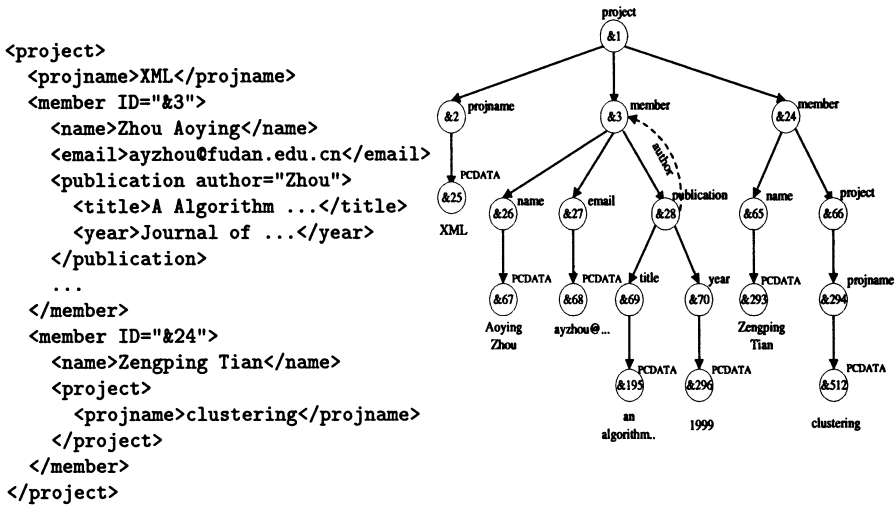 <project>
<projname>XML</projname>
<member ID="&3">
<name>Zhou Aoying</name>
<email>ayzhou@fudan.edu.cn</email>
<publication author="Zhou">
<title>A Algorithm ...</title>
<year>Journal of ...</year>
</publication>
...
</member>
<member ID="&24">
<name>Zengping Tian</name>
<project>
<projname>clustering</projname>
</project>
</member>
</project>
project
&1
projname
member
member
&2
&3
&24
author
PCDATA
name
email
publication
name
project
&25
&26
&27
&28
&65
&66
XML
PCDATA
PCDATA
title
year
PCDATA
projname
&67
&68
&69
&70
&293
&294
Aoying
Zhou
ayzhou@...
Zengping
Tian
PCDATA
PCDATA
PCDATA
&195
&296
&512
an
algorithm..
1999
clustering